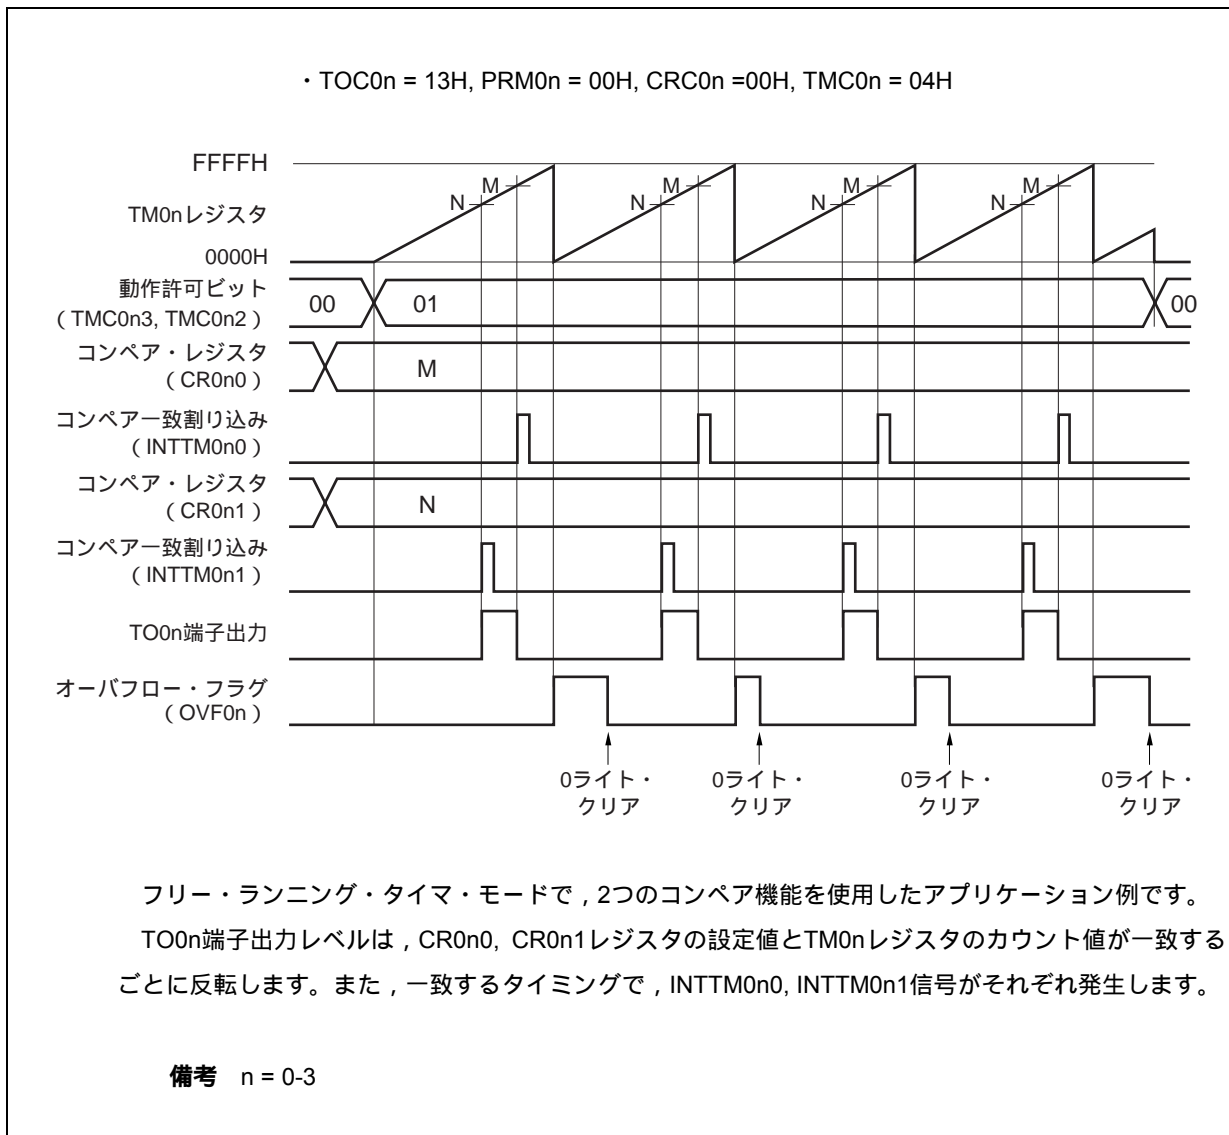 ・TOC0n = 13H, PRM0n = 00H, CRC0n =00H, TMC0n = 04H
FFFFH
TM0nレジスタ
0000H
N M N M N M N M
動作許可ビット
（TMC0n3, TMC0n2）
00 01 00
コンペア・レジスタ
（CR0n0）
M
コンペア一致割り込み
（INTTM0n0）
コンペア・レジスタ
（CR0n1）
N
コンペア一致割り込み
（INTTM0n1）
TO0n端子出力
オーバフロー・フラグ
（OVF0n）
0ライト・ 0ライト・ 0ライト・ 0ライト・
クリア クリア クリア クリア
フリー・ランニング・タイマ・モードで，2つのコンペア機能を使用したアプリケーション例です。
TO0n端子出力レベルは，CR0n0, CR0n1レジスタの設定値とTM0nレジスタのカウント値が一致する
ごとに反転します。また，一致するタイミングで，INTTM0n0, INTTM0n1信号がそれぞれ発生します。
備考 n = 0-3